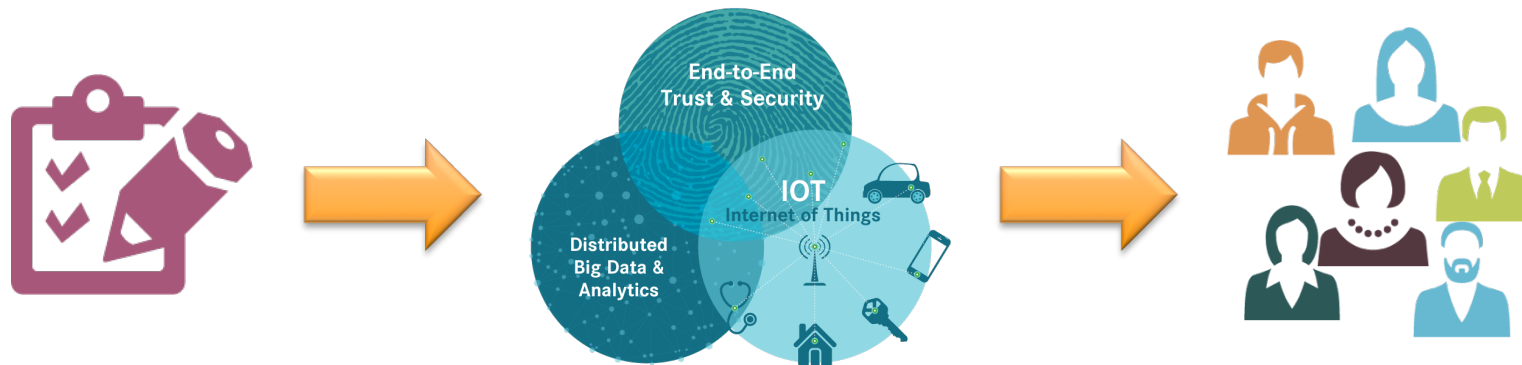 End-to-End
Trust & Security
IOT
Internet of Things
Distributed
Big Data &
Analytics